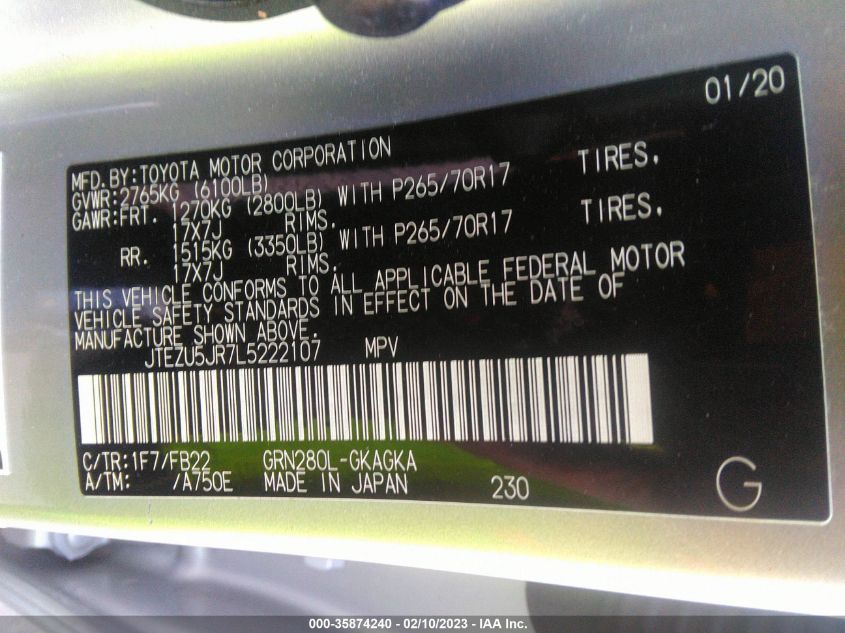 01/20
MFD.BY:TOYOTA MOTOR CORPORATION
GVWR:2765KG (6100LB)
GAWR:FRT. 1270KG (2800LB) WITH P265/70R17 TIRES.
17X7J RIMS.
RR. 1515KG (3350LB) WITH P265/70R17 TIRES.
17X7J RIMS.
THIS VEHICLE CONFORMS TO ALL APPLICABLE FEDERAL MOTOR
VEHICLE SAFETY STANDARDS IN EFFECT ON THE DATE OF
MANUFACTURE SHOWN ABOVE.
JTEZU5JR7L5222107 MPV
C/TR:1F7/FB22 GRN280L-GKAGKA
A/TM: /A750E MADE IN JAPAN 230
G
000-35874240 - 02/10/2023 - IAA Inc.